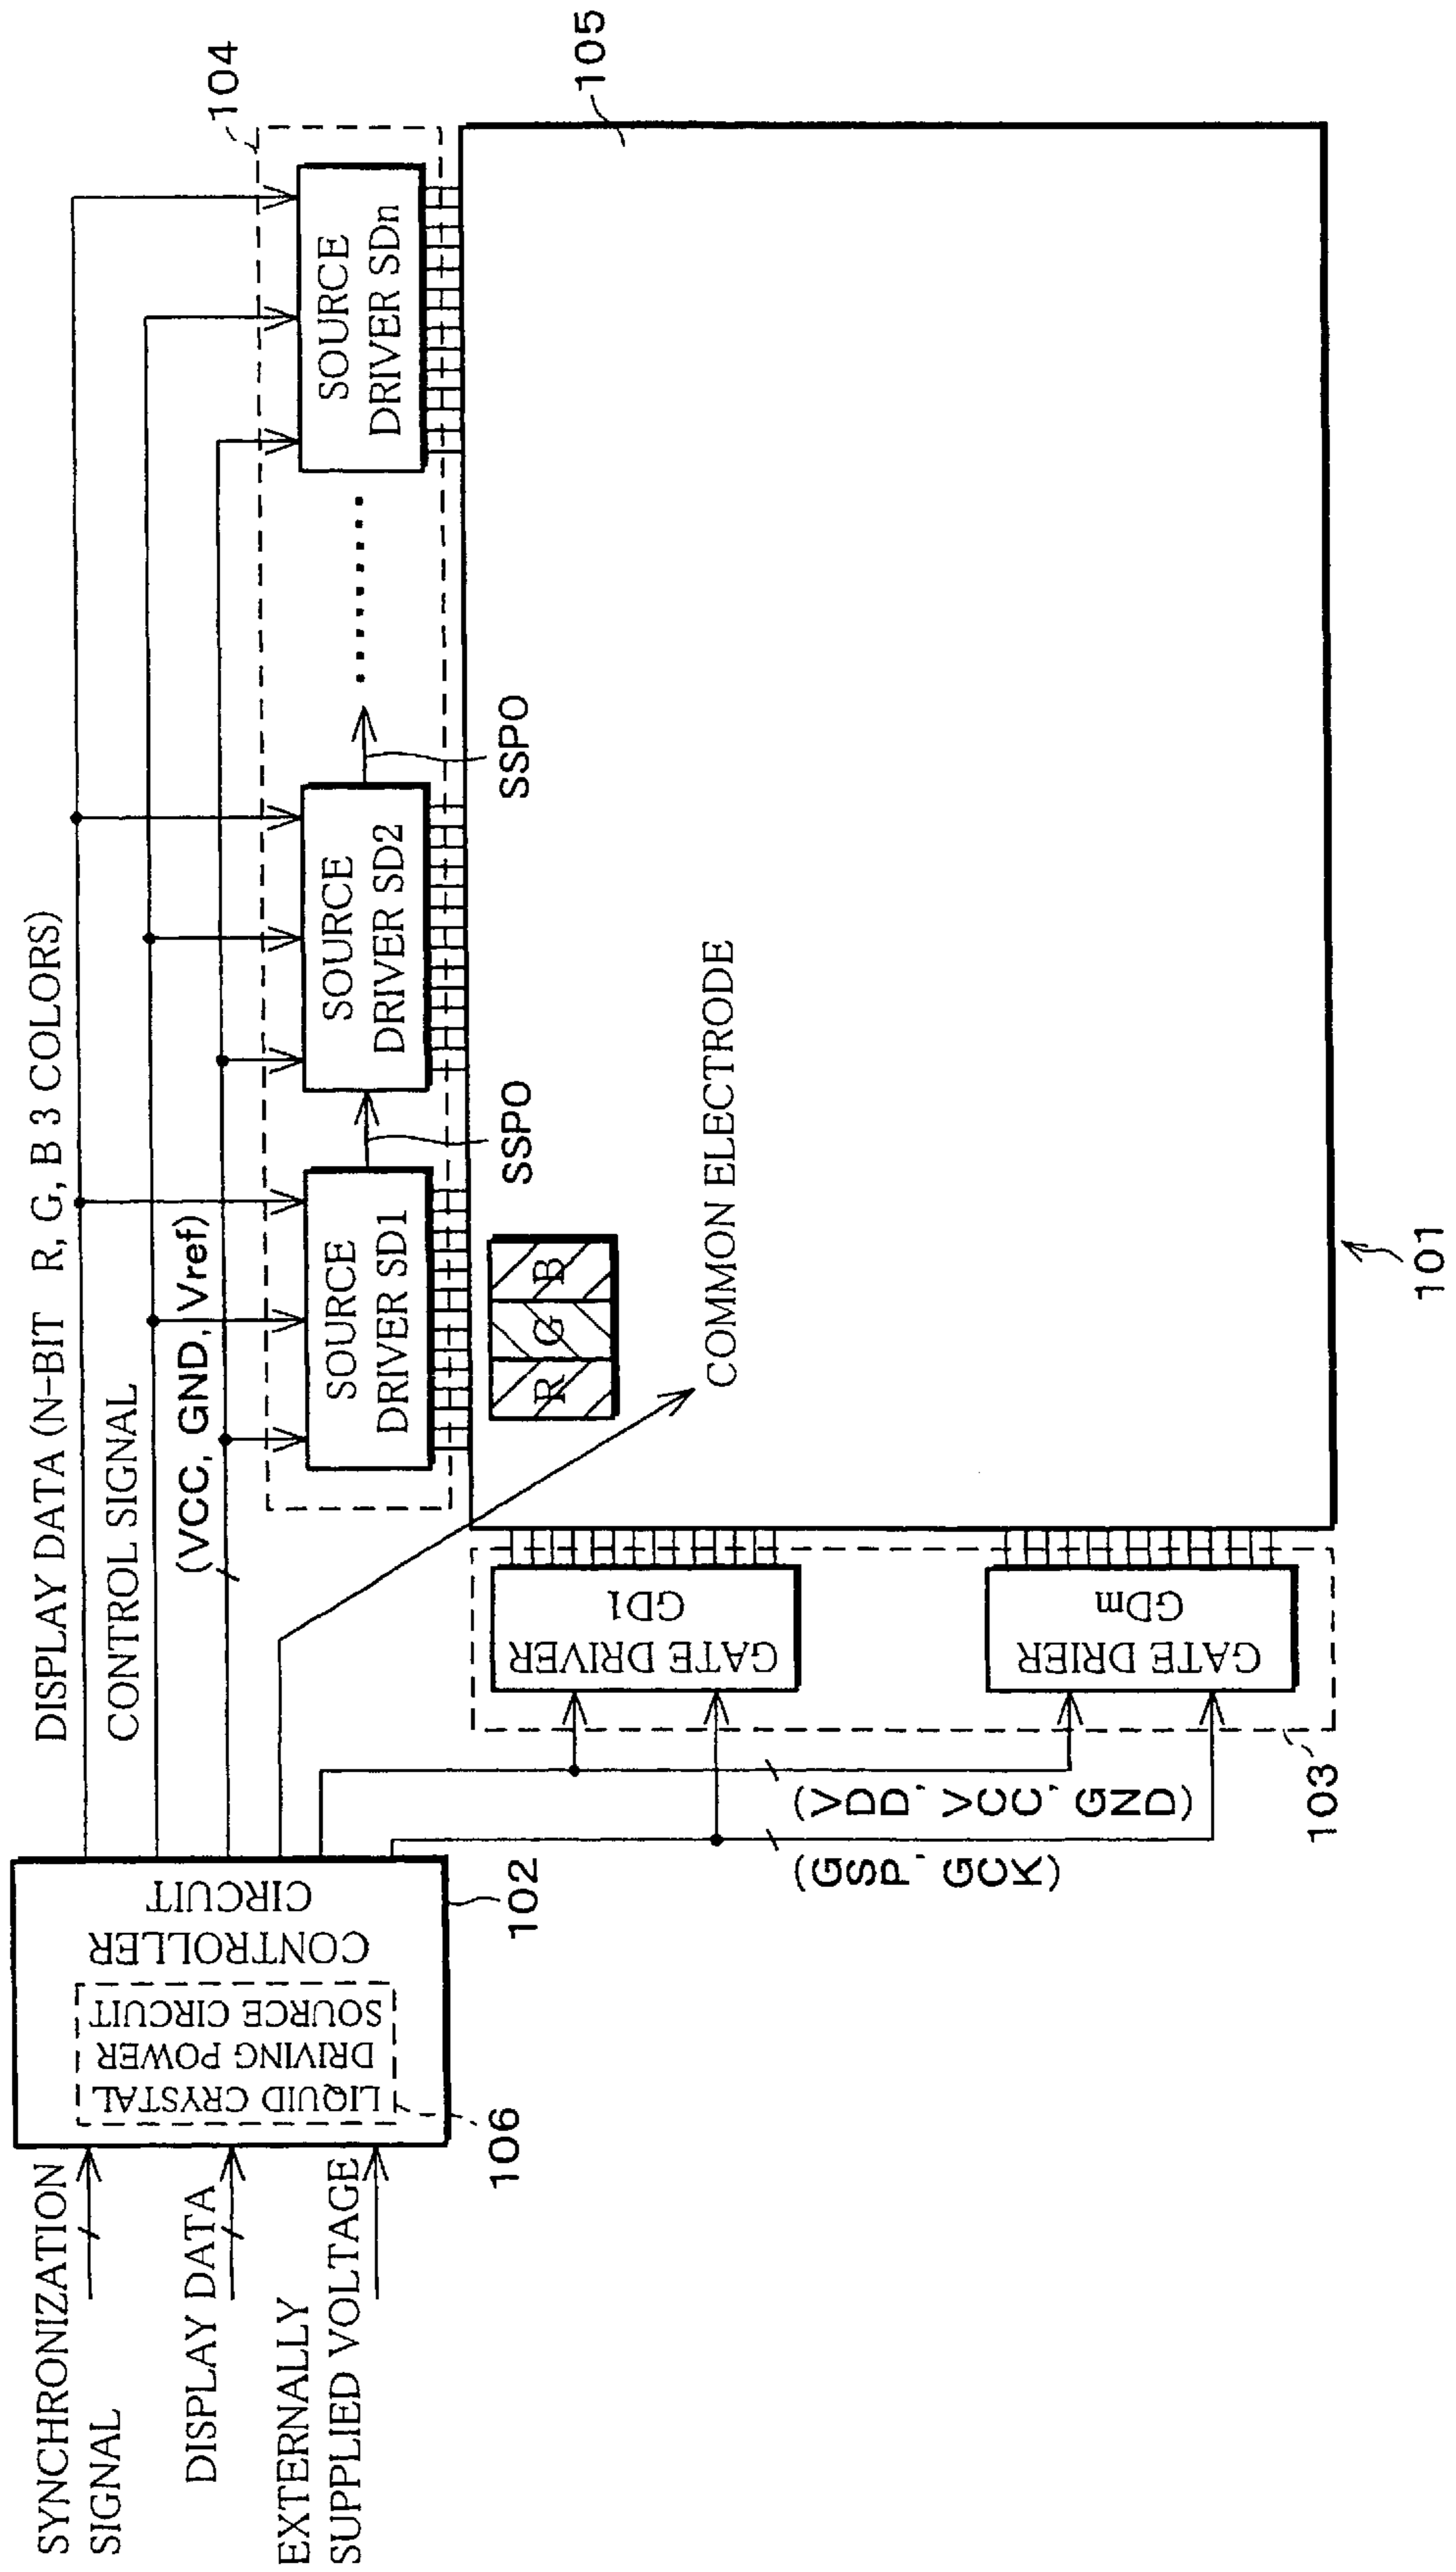 SYNCHRONIZATION
SIGNAL
DISPLAY DATA
EXTERNALLY
SUPPLIED VOLTAGE
LIQUID CRYSTAL
DRIVING POWER
SOURCE CIRCUIT
CONTROLLER
CIRCUIT
106
102
DISPLAY DATA (N-BIT R, G, B 3 COLORS)
CONTROL SIGNAL
(VCC, GND, Vref)
104
SOURCE
DRIVER SD1
SSPO
SOURCE
DRIVER SD2
SSPO
SOURCE
DRIVER SDn
105
R
G
B
COMMON ELECTRODE
GATE DRIVER
GD1
GATE DRIER
GDm
(VDD, VCC, GND)
(GSP, GCK)
103
101